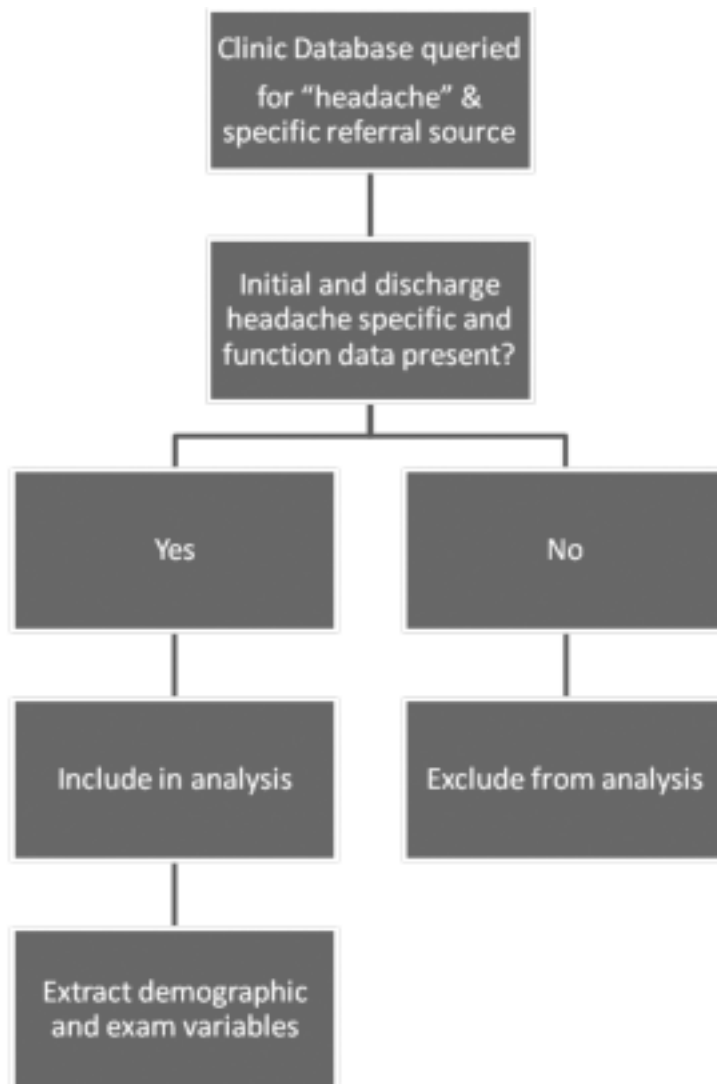 Clinic Database queried
for “headache” &
specific referral source
Initial and discharge
headache specific and
function data present?
Yes
No
Include in analysis
Exclude from analysis
Extract demographic
and exam variables